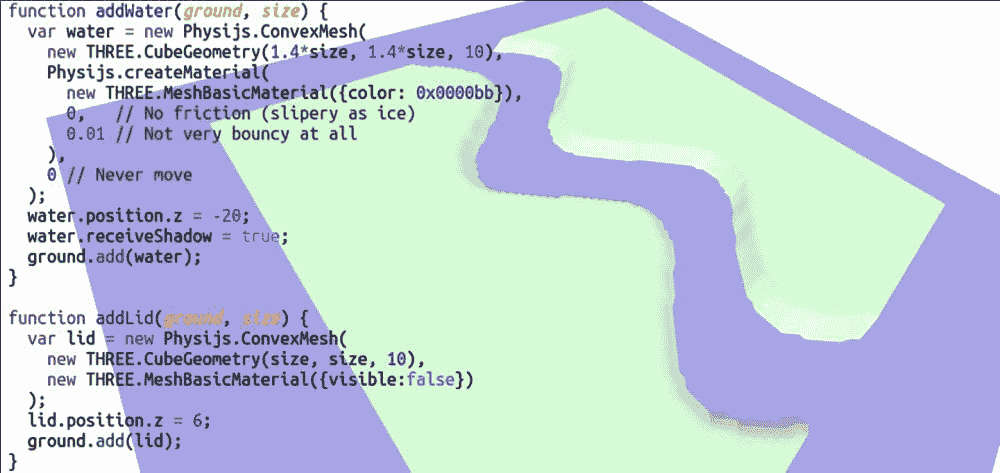 function addWater(ground, size) {
  var water = new Physijs.ConvexMesh(
    new THREE.CubeGeometry(1.4*size, 1.4*size, 10),
    Physijs.createMaterial(
      new THREE.MeshBasicMaterial({color: 0x0000bb}),
      0,   // No friction (slipery as ice)
      0.01 // Not very bouncy at all
    ),
    0 // Never move
  );
  water.position.z = -20;
  water.receiveShadow = true;
  ground.add(water);
}
function addLid(ground, size) {
  var lid = new Physijs.ConvexMesh(
    new THREE.CubeGeometry(size, size, 10),
    new THREE.MeshBasicMaterial({visible:false})
  );
  lid.position.z = 6;
  ground.add(lid);
}